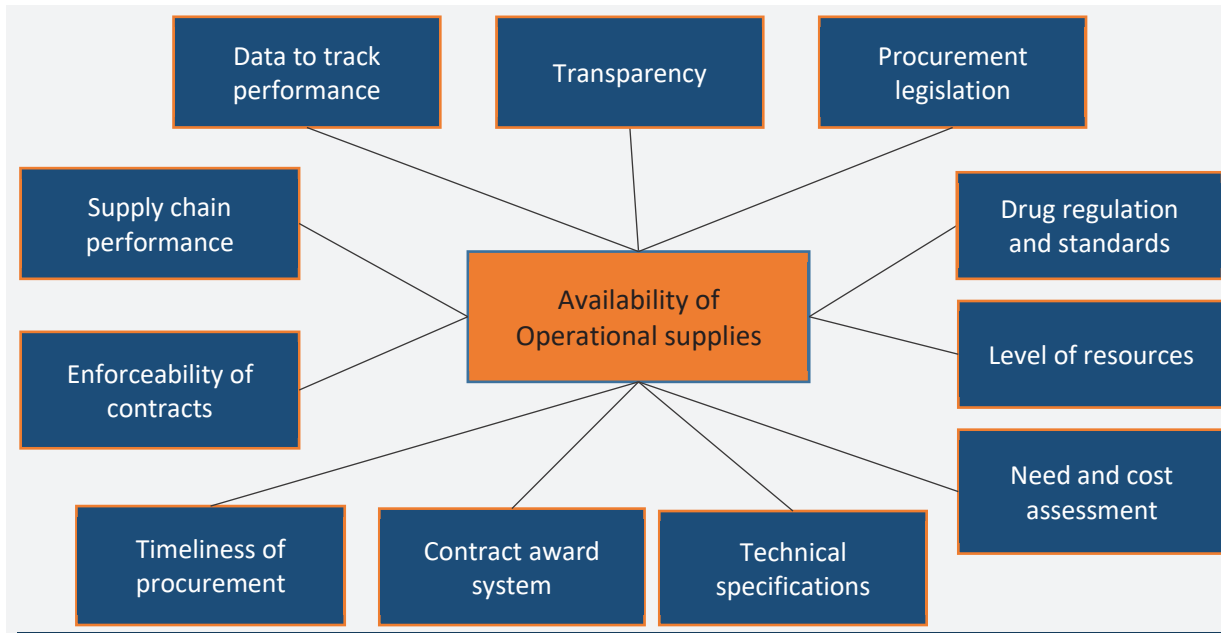 Data to track
performance
Transparency
Procurement
legislation
Supply chain
performance
Drug regulation
and standards
Availability of
Operational supplies
Level of resources
Enforceability of
contracts
Need and cost
assessment
Timeliness of
procurement
Contract award
system
Technical
specifications